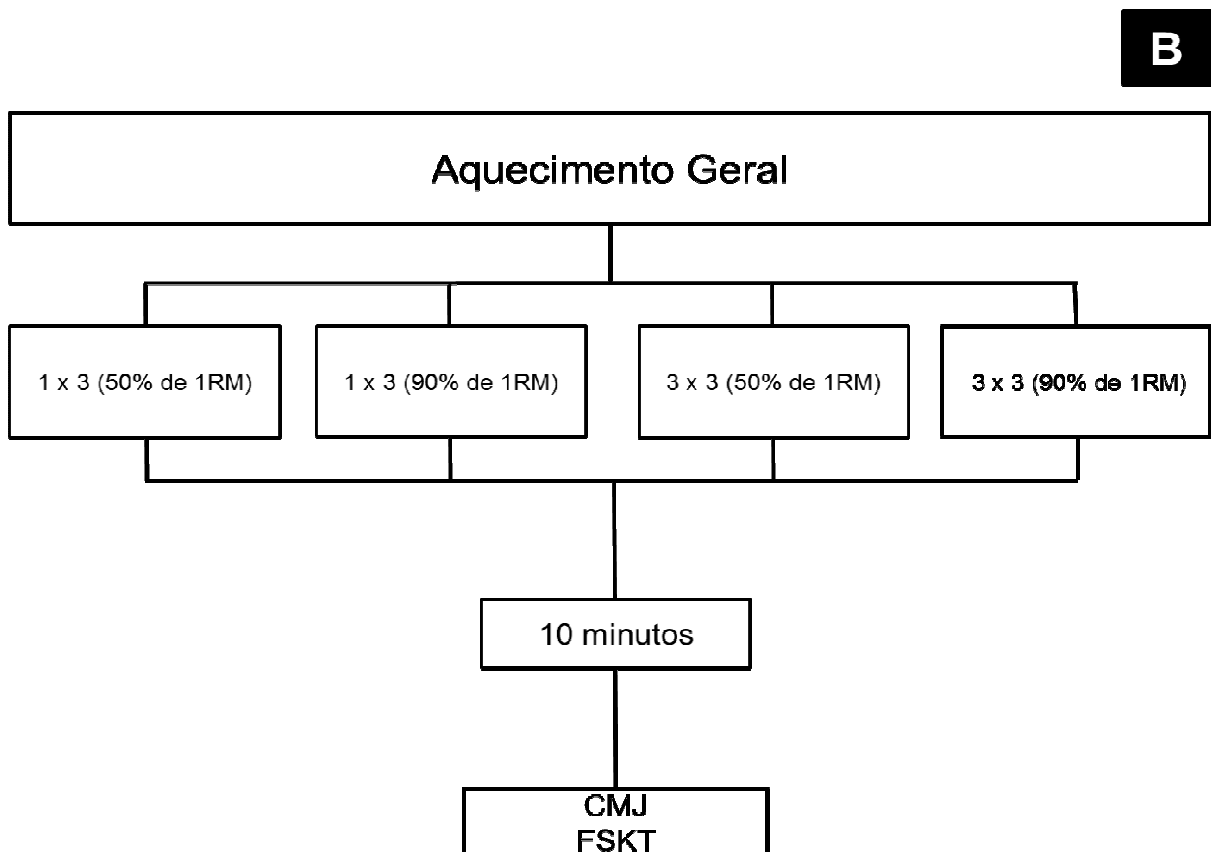 B
Aquecimento Geral
1 x 3 (50% de 1RM)
1 x 3 (90% de 1RM)
3 x 3 (50% de 1RM)
3 x 3 (90% de 1RM)
10 minutos
CMJ
FSKT